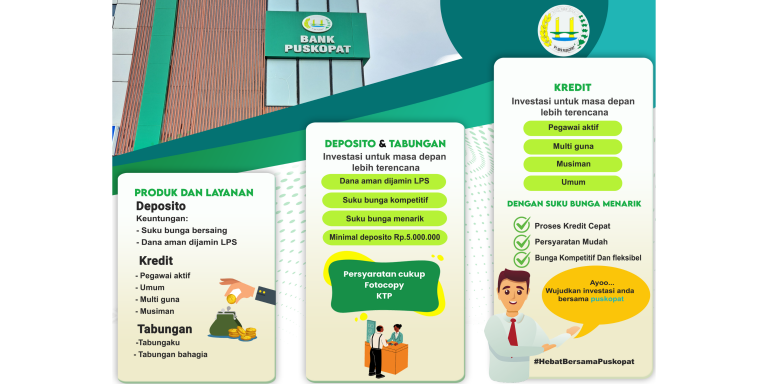 BANK
PUSKOPAT
PRODUK DAN LAYANAN
Deposito
Keuntungan:
- Suku bunga bersaing
- Dana aman dijamin LPS
Kredit
- Pegawai aktif
- Umum
- Multi guna
- Musiman
Tabungan
-Tabungaku
- Tabungan bahagia
DEPOSITO & TABUNGAN
Investasi untuk masa depan
lebih terencana
Dana aman dijamin LPS
Suku bunga kompetitif
Suku bunga menarik
Minimal deposito Rp.5.000.000
Persyaratan cukup
Fotocopy
KTP
KREDIT
Investasi untuk masa depan
lebih terencana
Pegawai aktif
Multi guna
Musiman
Umum
DENGAN SUKU BUNGA MENARIK
Proses Kredit Cepat
Persyaratan Mudah
Bunga Kompetitif Dan fleksibel
Ayoo...
Wujudkan investasi anda
bersama puskopat
#HebatBersamaPuskopat